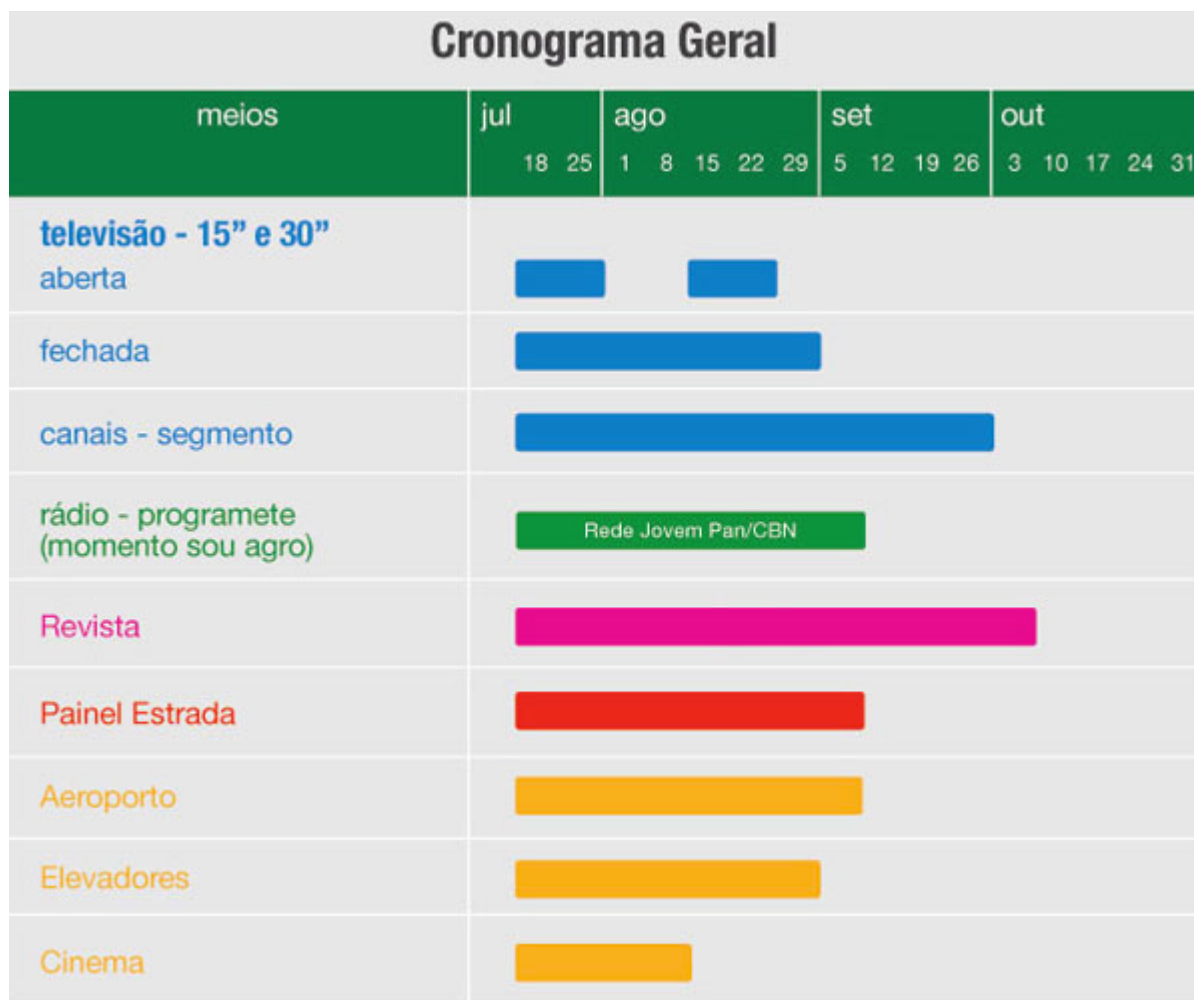 Cronograma Geral
meios jul ago set out
18 25 1 8 15 22 29 5 12 19 26 3 10 17 24 31
televisão - 15” e 30”
aberta
fechada
canais - segmento
rádio - programete
(momento sou agro)
Rede Jovem Pan/CBN
Revista
Painel Estrada
Aeroporto
Elevadores
Cinema